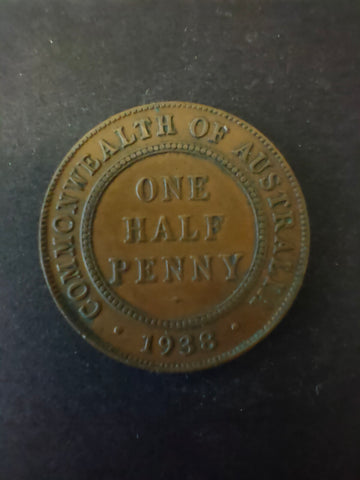 COMMONWEALTH OF AUSTRALIA
ONE
HALF
PENNY
· 1938 ·